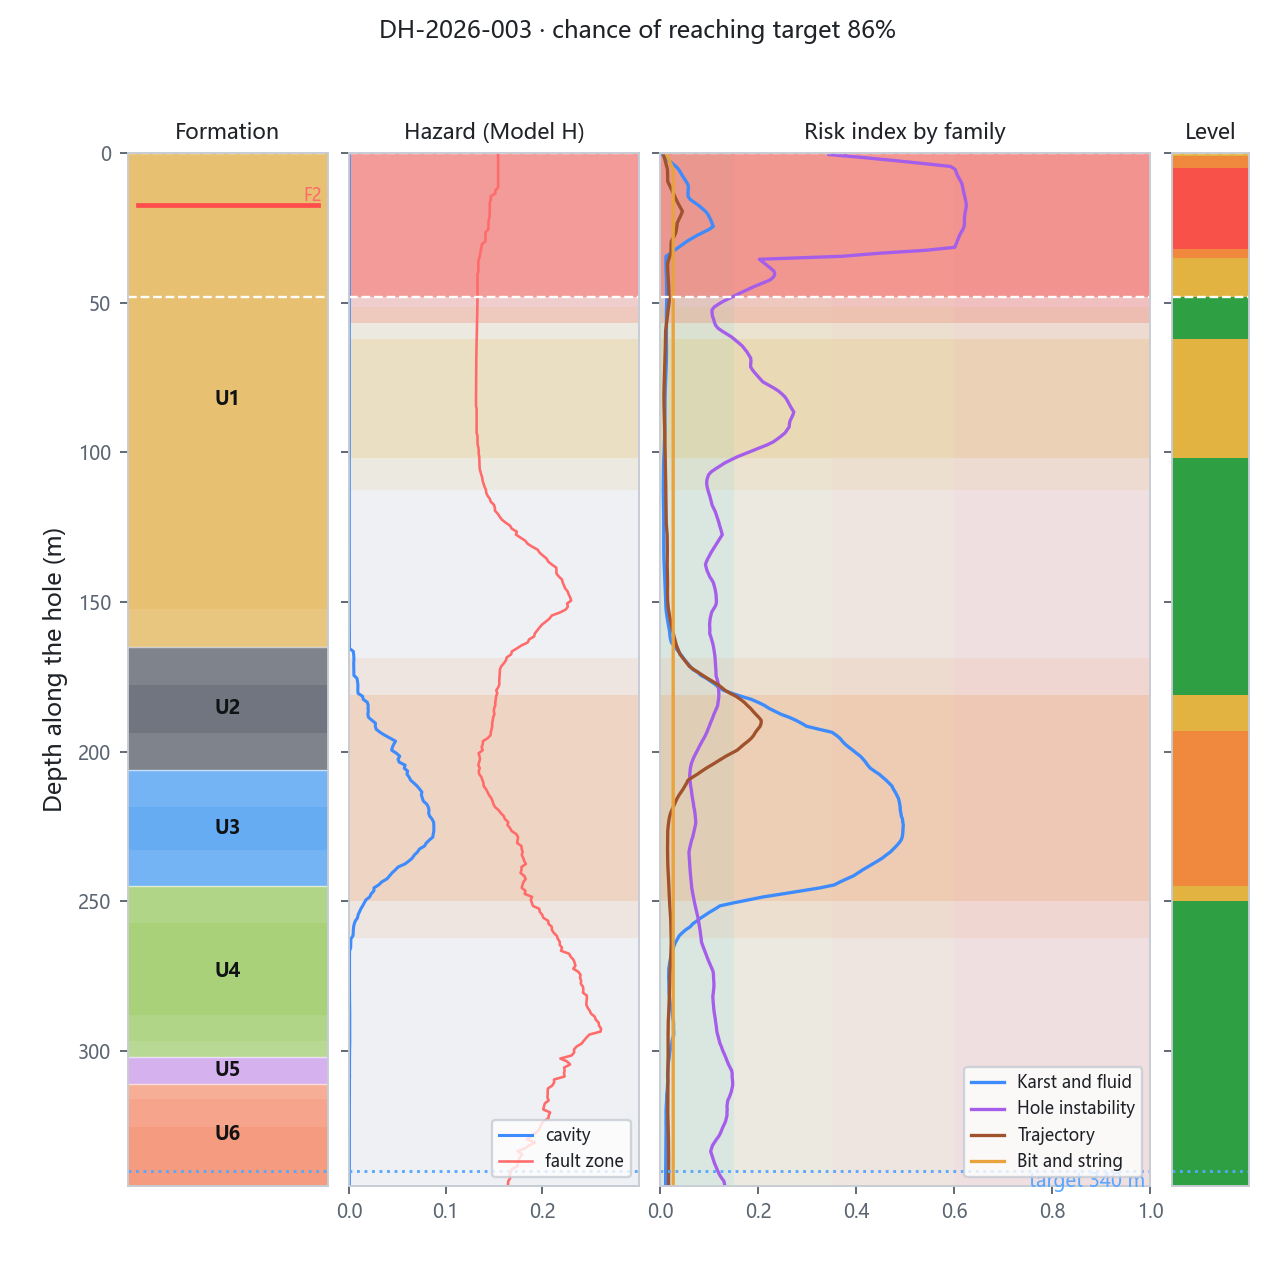 DH-2026-003 · chance of reaching target 86%
Formation
Hazard (Model H)
Risk index by family
Level
Depth along the hole (m)
0
50
100
150
200
250
300
F2
U1
U2
U3
U4
U5
U6
cavity
fault zone
0.0
0.1
0.2
Karst and fluid
Hole instability
Trajectory
Bit and string
target 340 m
0.0
0.2
0.4
0.6
0.8
1.0